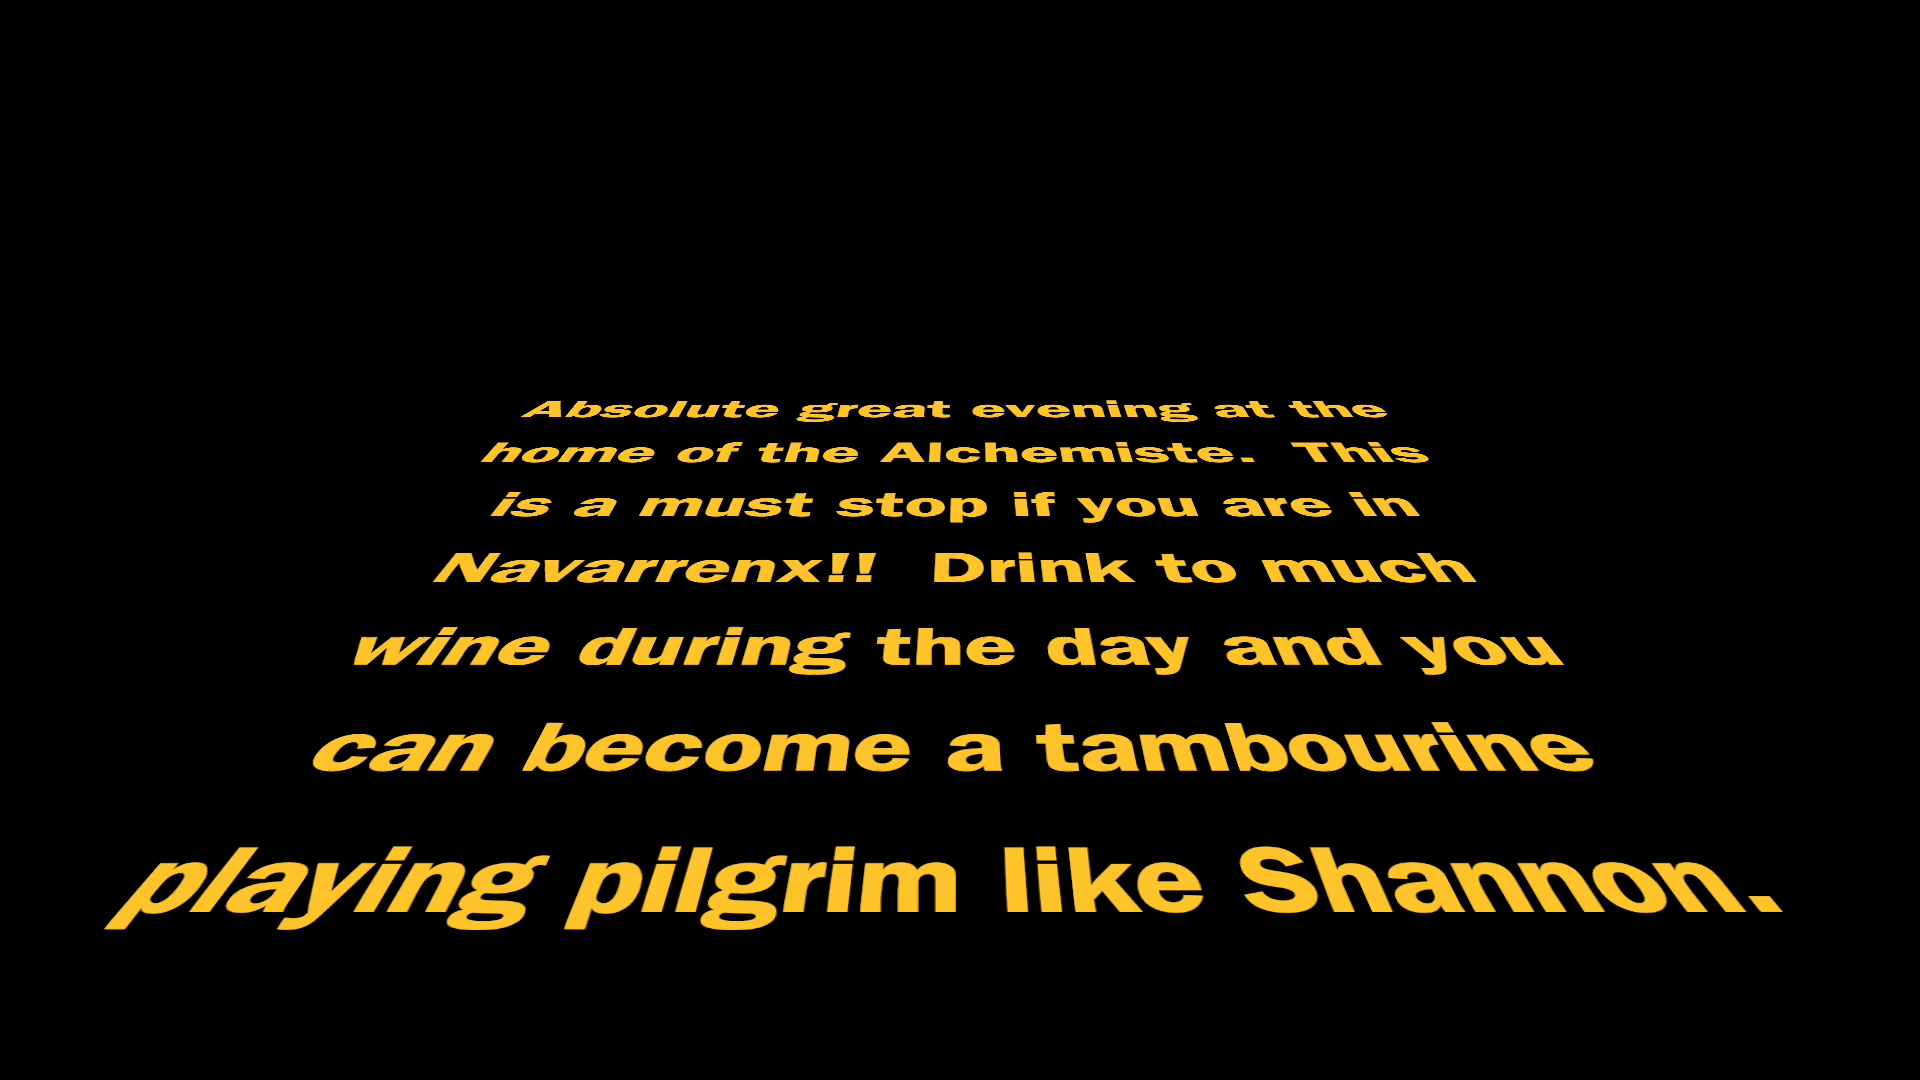 Absolute great evening at the
home of the Alchemiste.  This
is a must stop if you are in
Navarrenx!!  Drink to much
wine during the day and you
can become a tambourine
playing pilgrim like Shannon.